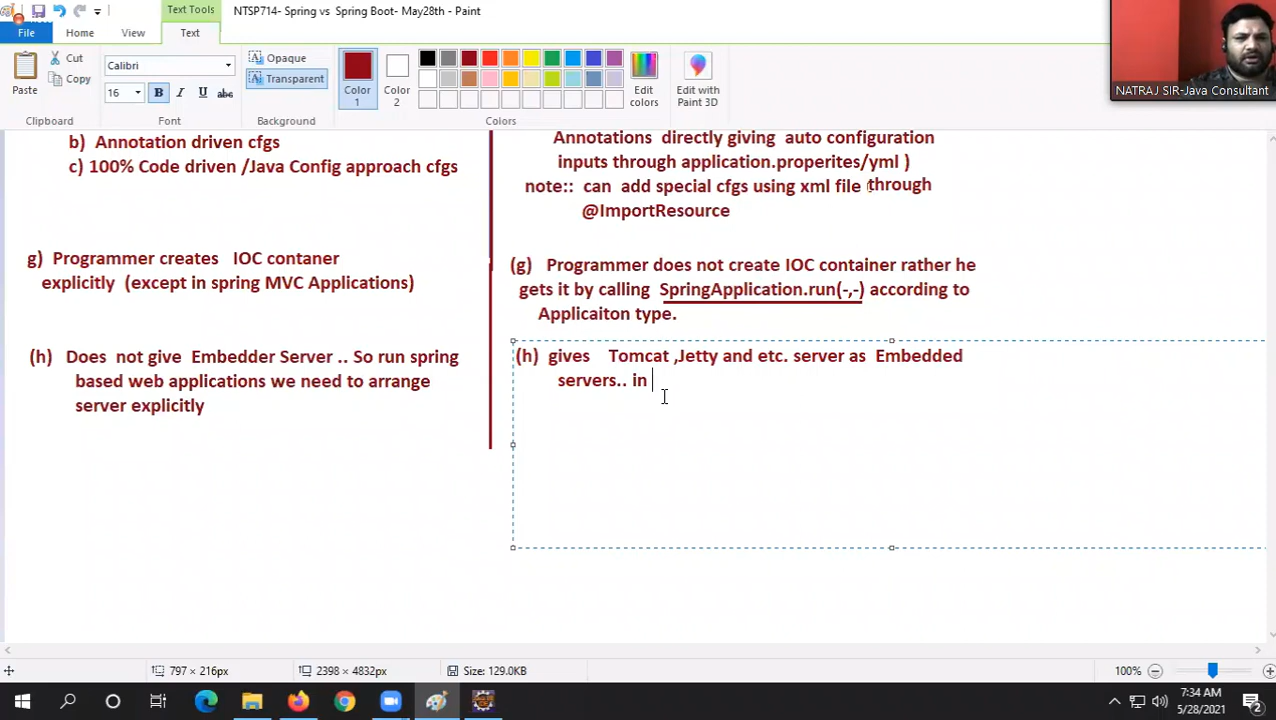 Text Tools
NTSP714- Spring vs Spring Boot- May28th - Paint
File
Home
View
Text
Paste
Cut
Copy
Clipboard
Calibri
16
B
I
U
abc
Font
Opaque
Transparent
Background
Color
1
Color
2
Edit
colors
Colors
Edit with
Paint 3D
NATRAJ SIR-Java Consultant
b) Annotation driven cfgs
c) 100% Code driven /Java Config approach cfgs
g) Programmer creates IOC contaner
explicitly (except in spring MVC Applications)
(h) Does not give Embedder Server .. So run spring
based web applications we need to arrange
server explicitly
Annotations directly giving auto configuration
inputs through application.properites/yml )
note:: can add special cfgs using xml file through
@ImportResource
(g) Programmer does not create IOC container rather he
gets it by calling SpringApplication.run(-,-) according to
Applicaiton type.
(h) gives Tomcat ,Jetty and etc. server as Embedded
servers.. in
797 × 216px
2398 × 4832px
Size: 129.0KB
100%
7:34 AM
5/28/2021
2